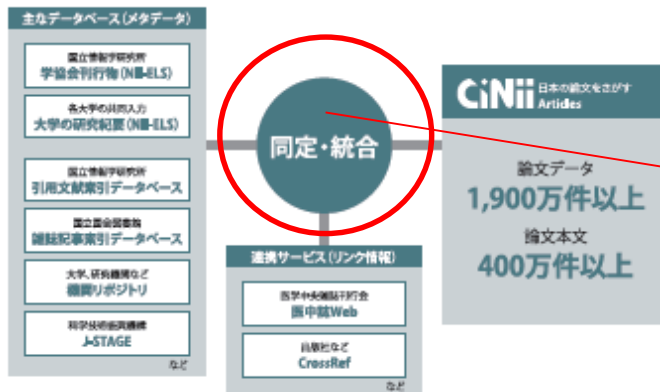 主なデータベース(メタデータ)
国立情報学研究所
学協会刊行物(NII-ELS)
各大学の共同入力
大学の研究紀要(NII-ELS)
国立情報学研究所
引用文献索引データベース
国立国会図書館
雑誌記事索引データベース
大学、研究機関など
機関リポジトリ
科学技術振興機構
J-STAGE
など
同定・統合
連携サービス(リンク情報)
医学中央雑誌刊行会
医中誌Web
出版社など
CrossRef
など
CiNii 日本の論文をさがす
Articles
論文データ
1,900万件以上
論文本文
400万件以上